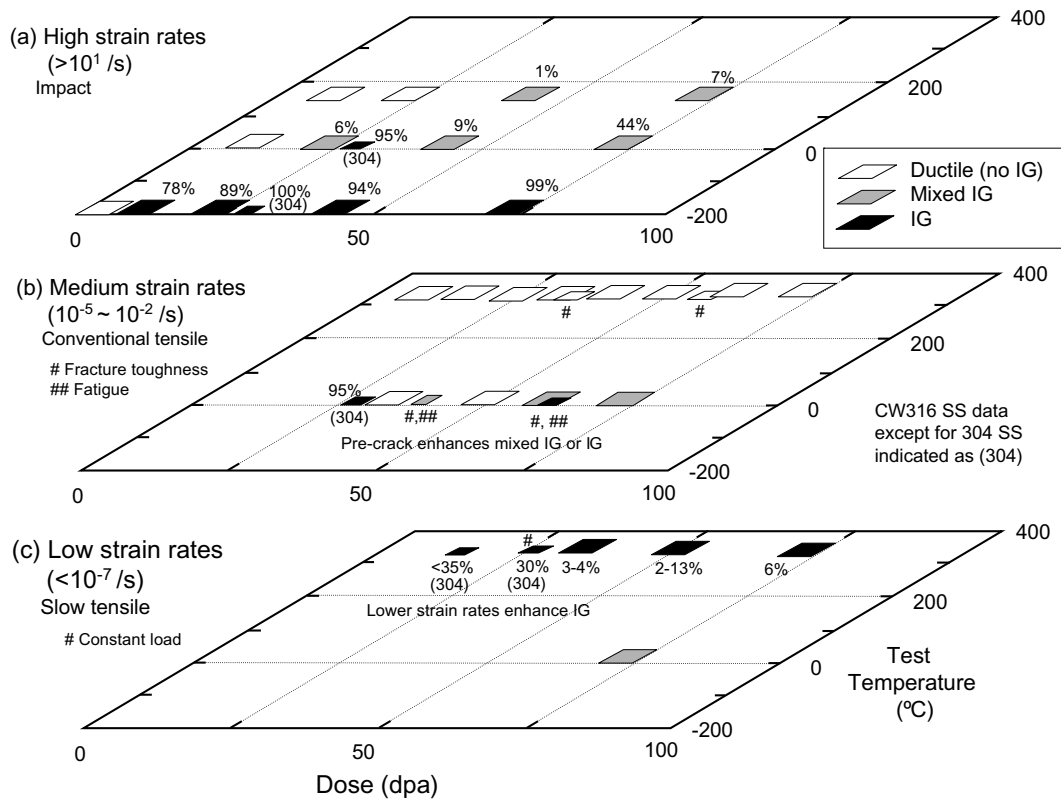 (a) High strain rates
(>10¹ /s)
Impact
400
200
0
-200
1%
7%
6%
95%
(304)
9%
44%
78%
89%
100%
(304)
94%
99%
0
50
100
Ductile (no IG)
Mixed IG
IG
(b) Medium strain rates
(10⁻⁵ ~ 10⁻² /s)
Conventional tensile
# Fracture toughness
## Fatigue
400
200
0
-200
#
#
95%
(304)
#,##
#, ##
Pre-crack enhances mixed IG or IG
0
50
100
CW316 SS data
except for 304 SS
indicated as (304)
(c) Low strain rates
(<10⁻⁷ /s)
Slow tensile
# Constant load
400
200
0
-200
#
<35%
(304)
30%
(304)
3-4%
2-13%
6%
Lower strain rates enhance IG
0
50
100
Dose (dpa)
Test
Temperature
(ºC)